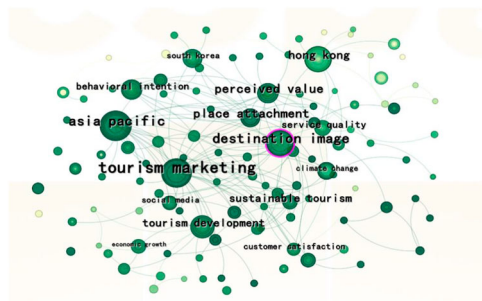 south korea
hong kong
behavioral intention
perceived value
place attachment
asia pacific
service quality
destination image
tourism marketing
climate change
social media
sustainable tourism
tourism development
economic growth
customer satisfaction